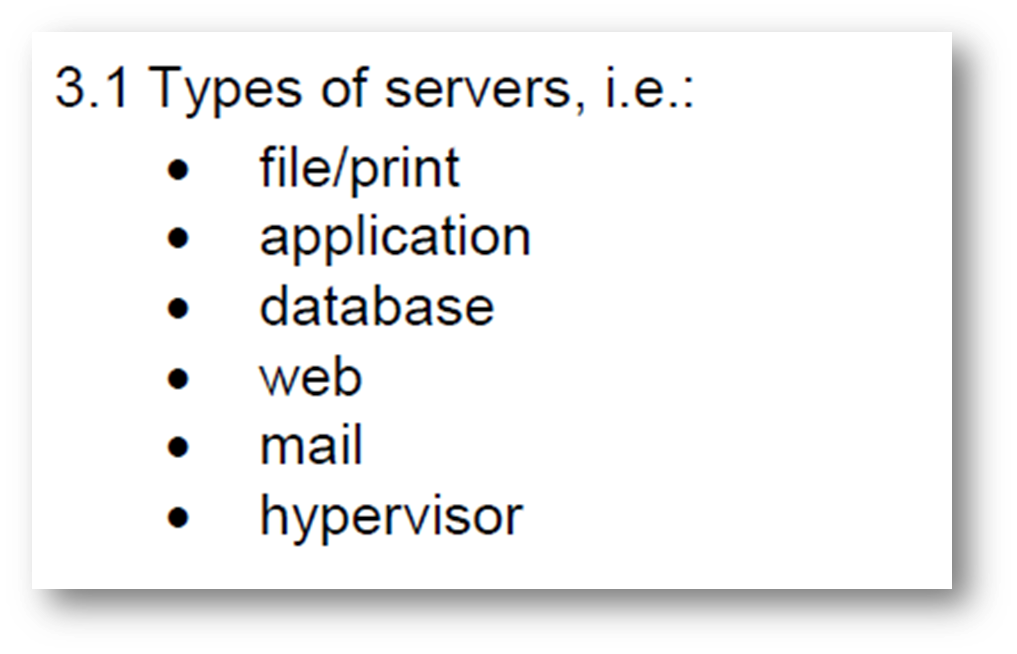 3.1 Types of servers, i.e.:
• file/print
• application
• database
• web
• mail
• hypervisor